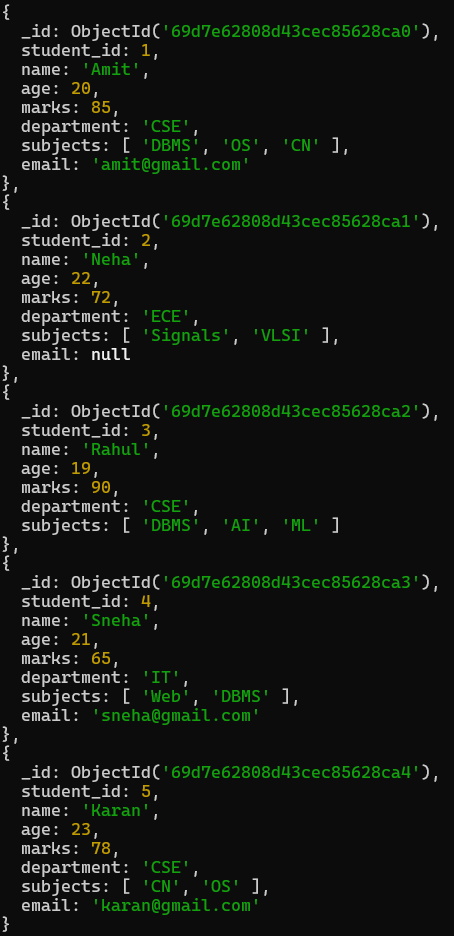 {
  _id: ObjectId('69d7e62808d43cec85628ca0'),
  student_id: 1,
  name: 'Amit',
  age: 20,
  marks: 85,
  department: 'CSE',
  subjects: [ 'DBMS', 'OS', 'CN' ],
  email: 'amit@gmail.com'
},
{
  _id: ObjectId('69d7e62808d43cec85628ca1'),
  student_id: 2,
  name: 'Neha',
  age: 22,
  marks: 72,
  department: 'ECE',
  subjects: [ 'Signals', 'VLSI' ],
  email: null
},
{
  _id: ObjectId('69d7e62808d43cec85628ca2'),
  student_id: 3,
  name: 'Rahul',
  age: 19,
  marks: 90,
  department: 'CSE',
  subjects: [ 'DBMS', 'AI', 'ML' ]
},
{
  _id: ObjectId('69d7e62808d43cec85628ca3'),
  student_id: 4,
  name: 'Sneha',
  age: 21,
  marks: 65,
  department: 'IT',
  subjects: [ 'Web', 'DBMS' ],
  email: 'sneha@gmail.com'
},
{
  _id: ObjectId('69d7e62808d43cec85628ca4'),
  student_id: 5,
  name: 'Karan',
  age: 23,
  marks: 78,
  department: 'CSE',
  subjects: [ 'CN', 'OS' ],
  email: 'karan@gmail.com'
}